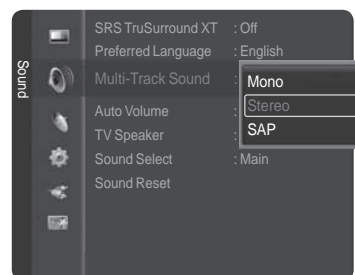 Sound
SRS TruSurround XT : Off
Preferred Language : English
Multi-Track Sound :
Mono
Stereo
SAP
Auto Volume :
TV Speaker :
Sound Select : Main
Sound Reset